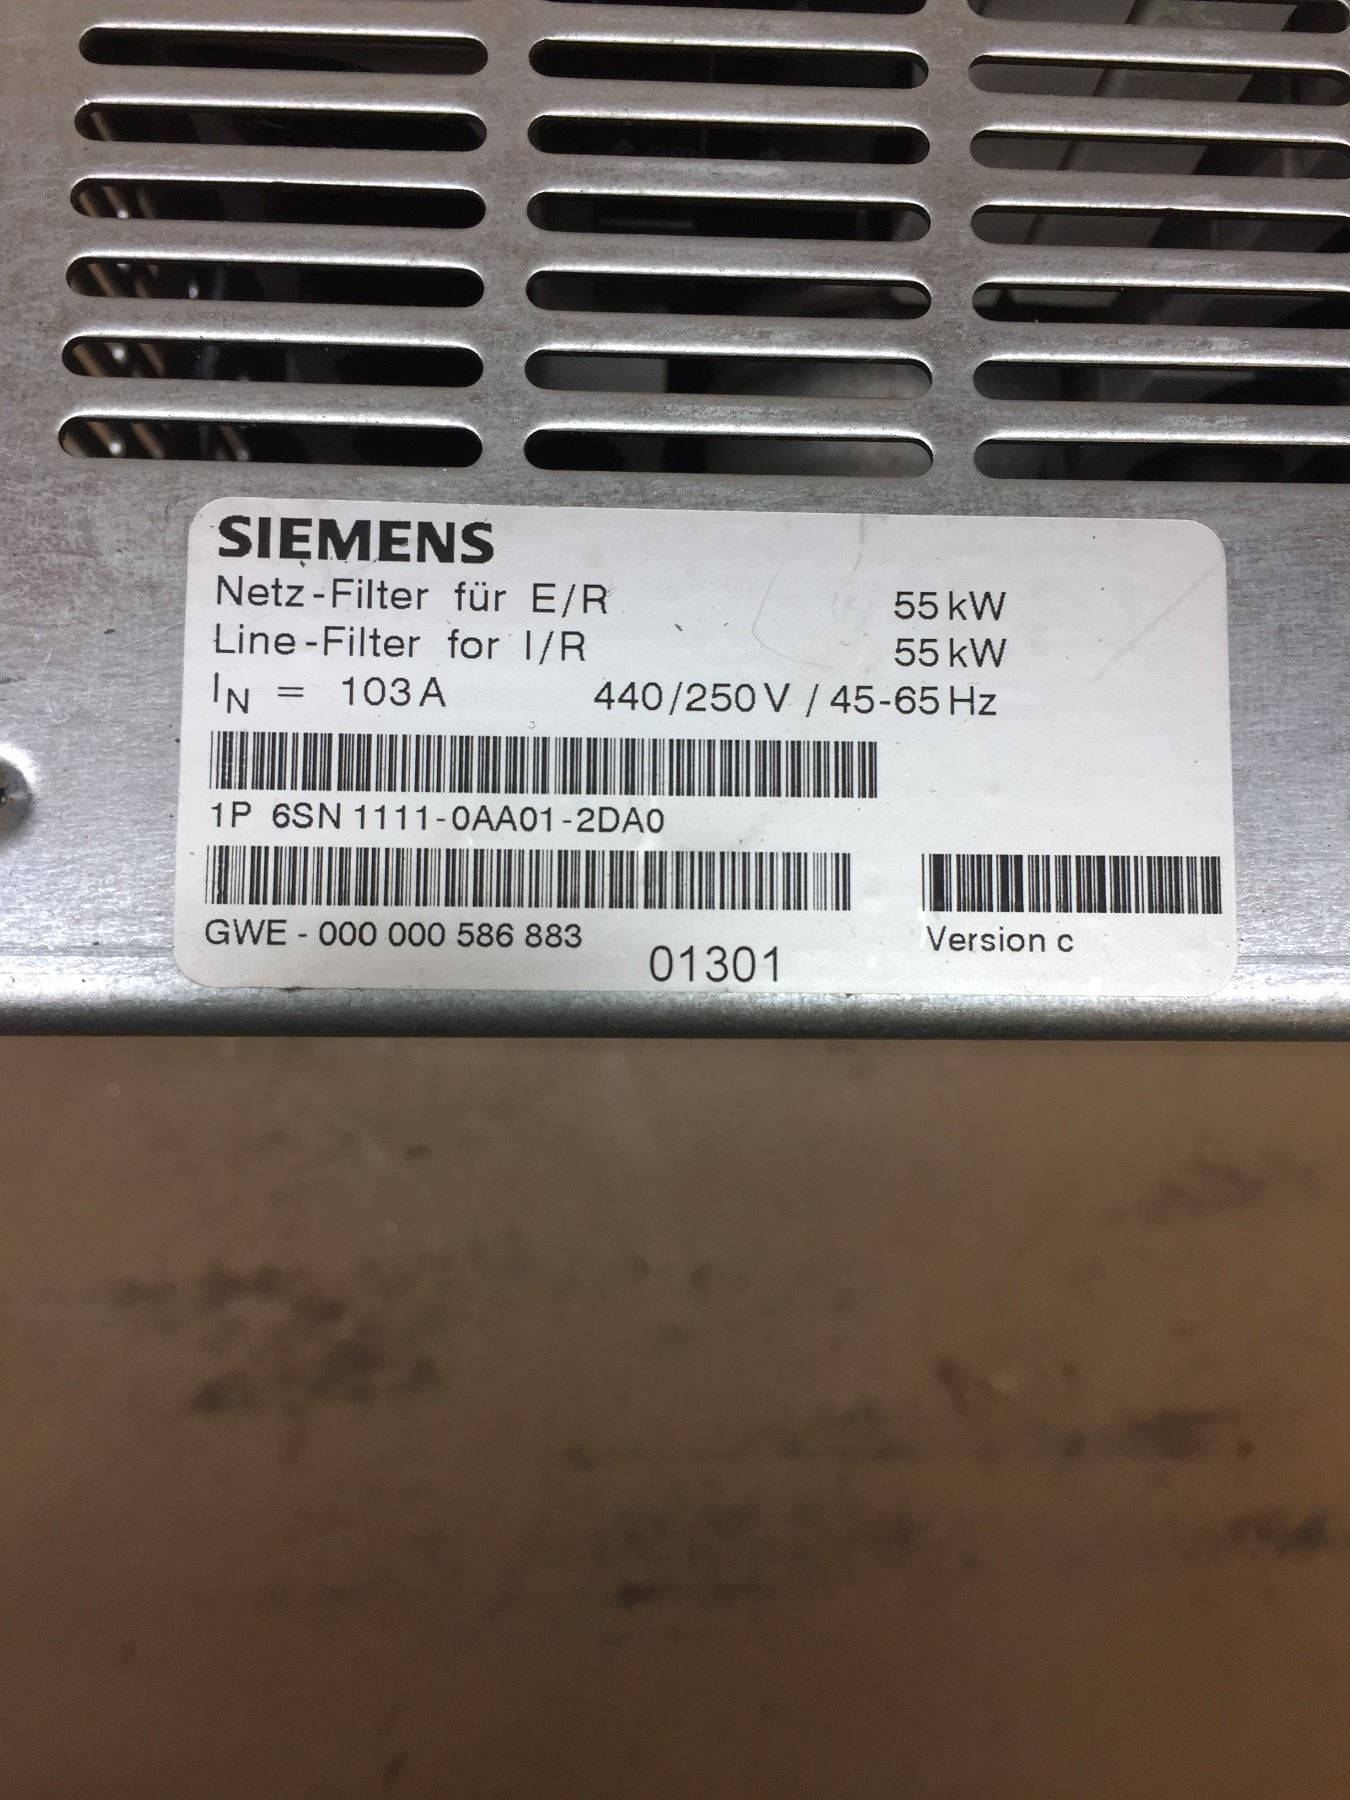 SIEMENS
Netz-Filter für E/R 55 kW
Line-Filter for I/R 55 kW
IN = 103 A 440/250 V / 45-65 Hz
1P 6SN 1111-0AA01-2DA0
GWE - 000 000 586 883
01301
Version c